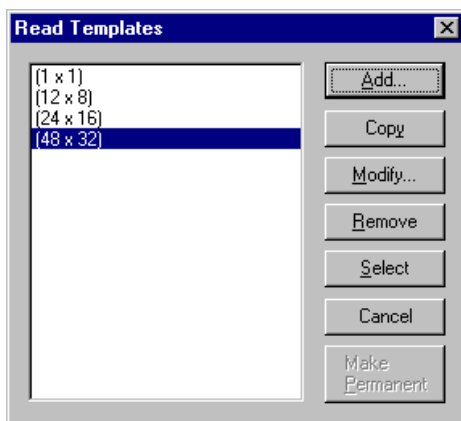 Read Templates
(1 x 1)
(12 x 8)
(24 x 16)
(48 x 32)
Add...
Copy
Modify...
Remove
Select
Cancel
Make
Permanent